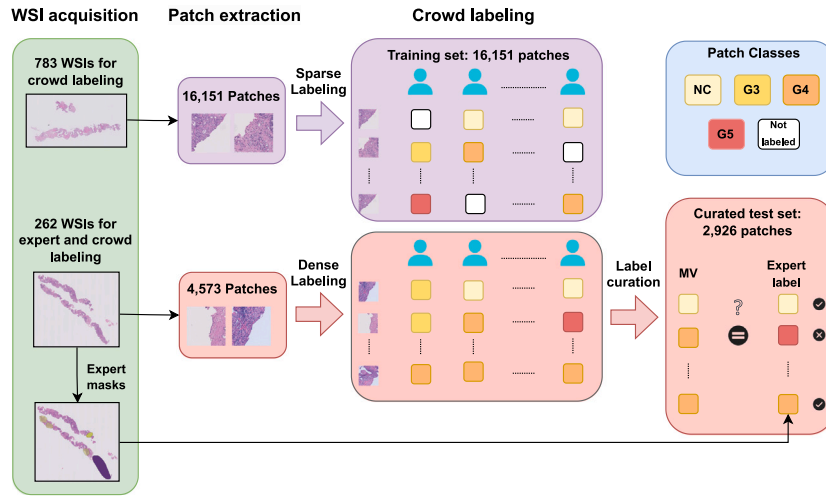 WSI acquisition
Patch extraction
Crowd labeling
783 WSIs for
crowd labeling
16,151 Patches
Sparse
Labeling
Training set: 16,151 patches
Patch Classes
NC
G3
G4
G5
Not
labeled
262 WSIs for
expert and crowd
labeling
4,573 Patches
Dense
Labeling
Label
curation
Curated test set:
2,926 patches
MV
Expert
label
?
=
Expert
masks